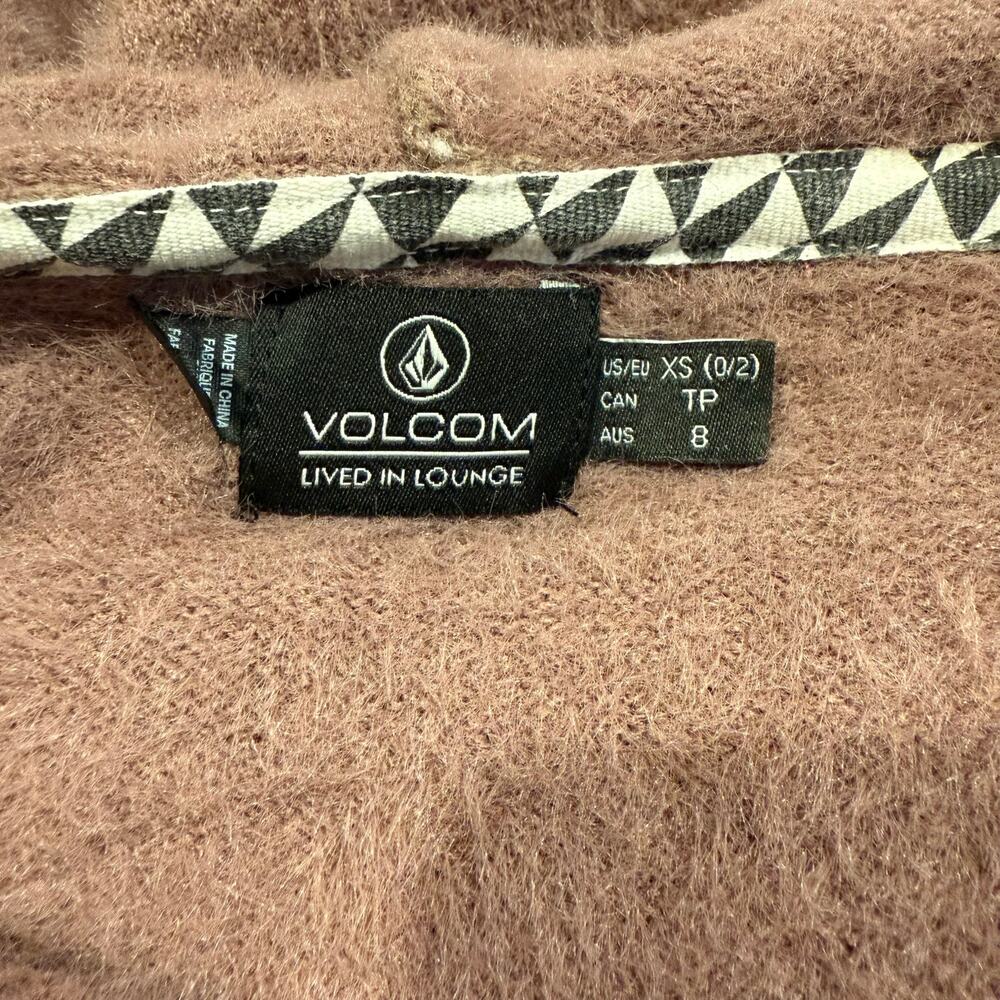 VOLCOM
LIVED IN LOUNGE
US/EU XS (0/2)
CAN TP
AUS 8
MADE IN CHINA